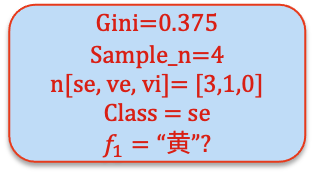 Gini=0.375
Sample_n=4
n[se, ve, vi]= [3,1,0]
Class = se
f₁ = “黄”?